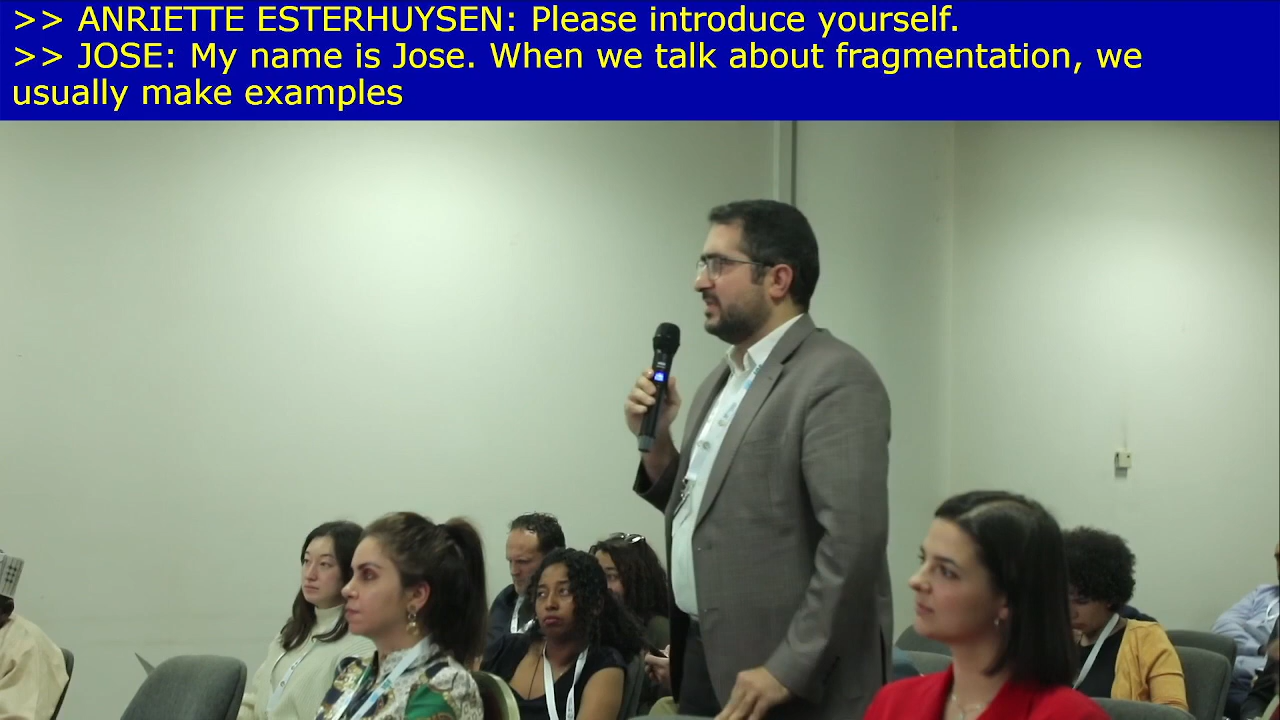 >> ANRIETTE ESTERHUYSEN: Please introduce yourself.
>> JOSE: My name is Jose. When we talk about fragmentation, we
usually make examples